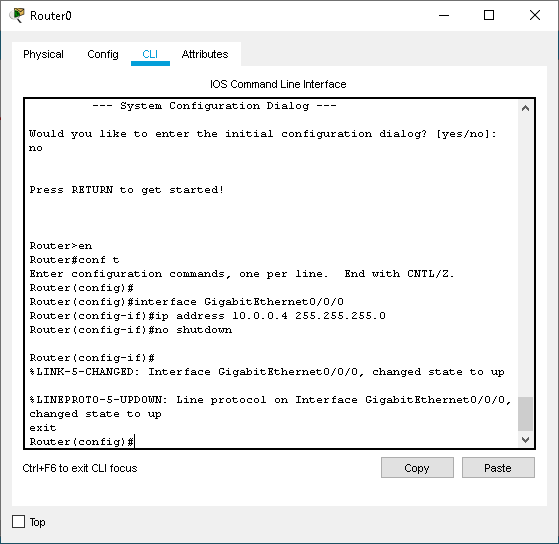 Router0
Physical Config CLI Attributes
IOS Command Line Interface
--- System Configuration Dialog ---
Would you like to enter the initial configuration dialog? [yes/no]:
no
Press RETURN to get started!
Router>en
Router#conf t
Enter configuration commands, one per line.  End with CNTL/Z.
Router(config)#
Router(config)#interface GigabitEthernet0/0/0
Router(config-if)#ip address 10.0.0.4 255.255.255.0
Router(config-if)#no shutdown
Router(config-if)#
%LINK-5-CHANGED: Interface GigabitEthernet0/0/0, changed state to up
%LINEPROTO-5-UPDOWN: Line protocol on Interface GigabitEthernet0/0/0,
changed state to up
exit
Router(config)#
Ctrl+F6 to exit CLI focus
Copy Paste
Top